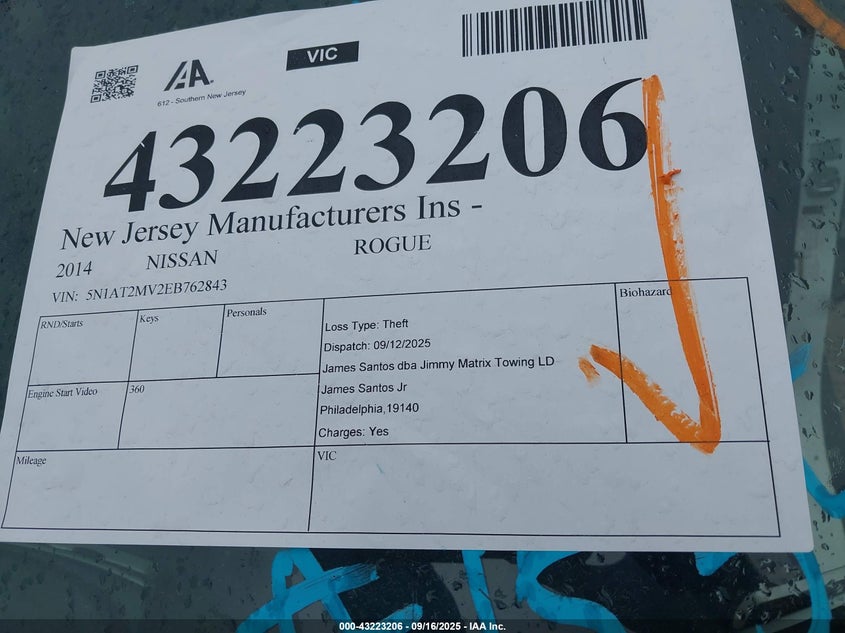 IAA.
VIC
612 - Southern New Jersey
43223206
New Jersey Manufacturers Ins -
2014 NISSAN ROGUE
VIN: 5N1AT2MV2EB762843
RND/Starts Keys Personals
Loss Type: Theft
Dispatch: 09/12/2025
James Santos dba Jimmy Matrix Towing LD
James Santos Jr
Philadelphia,19140
Charges: Yes
Biohazard
Engine Start Video 360
Mileage VIC
000-43223206 - 09/16/2025 - IAA Inc.